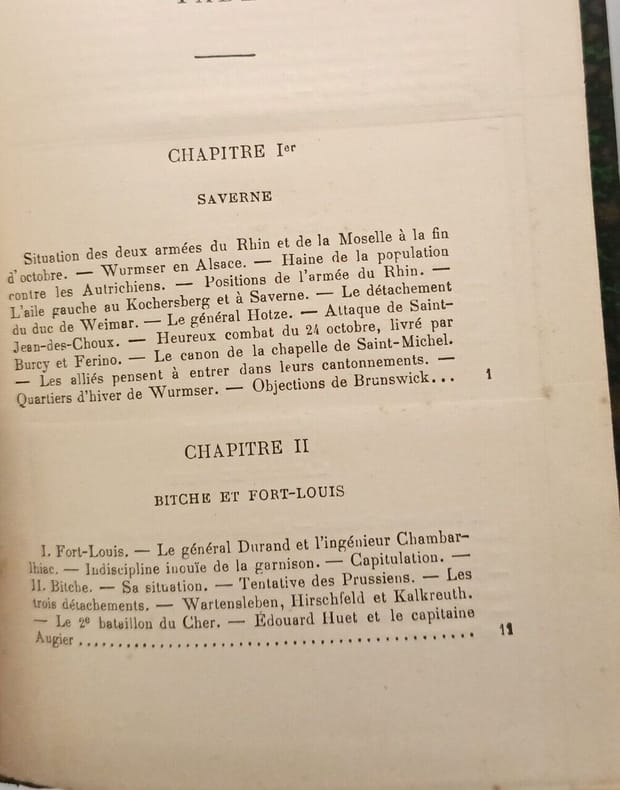 TABLE
CHAPITRE Ier
SAVERNE
Situation des deux armées du Rhin et de la Moselle à la fin
d'octobre. — Wurmser en Alsace. — Haine de la population
contre les Autrichiens. — Positions de l'armée du Rhin. —
L'aile gauche au Kochersberg et à Saverne. — Le détachement
du duc de Weimar. — Le général Hotze. — Attaque de Saint-
Jean-des-Choux. — Heureux combat du 24 octobre, livré par
Burcy et Ferino. — Le canon de la chapelle de Saint-Michel.
— Les alliés pensent à entrer dans leurs cantonnements. —
Quartiers d'hiver de Wurmser. — Objections de Brunswick... 1
CHAPITRE II
BITCHE ET FORT-LOUIS
I. Fort-Louis. — Le général Durand et l'ingénieur Chambar-
lhiac. — Indiscipline inouïe de la garnison. — Capitulation. —
II. Bitche. — Sa situation. — Tentative des Prussiens. — Les
trois détachements. — Wartensleben, Hirschfeld et Kalkreuth.
— Le 2e bataillon du Cher. — Édouard Huet et le capitaine
Augier ........................................ 11